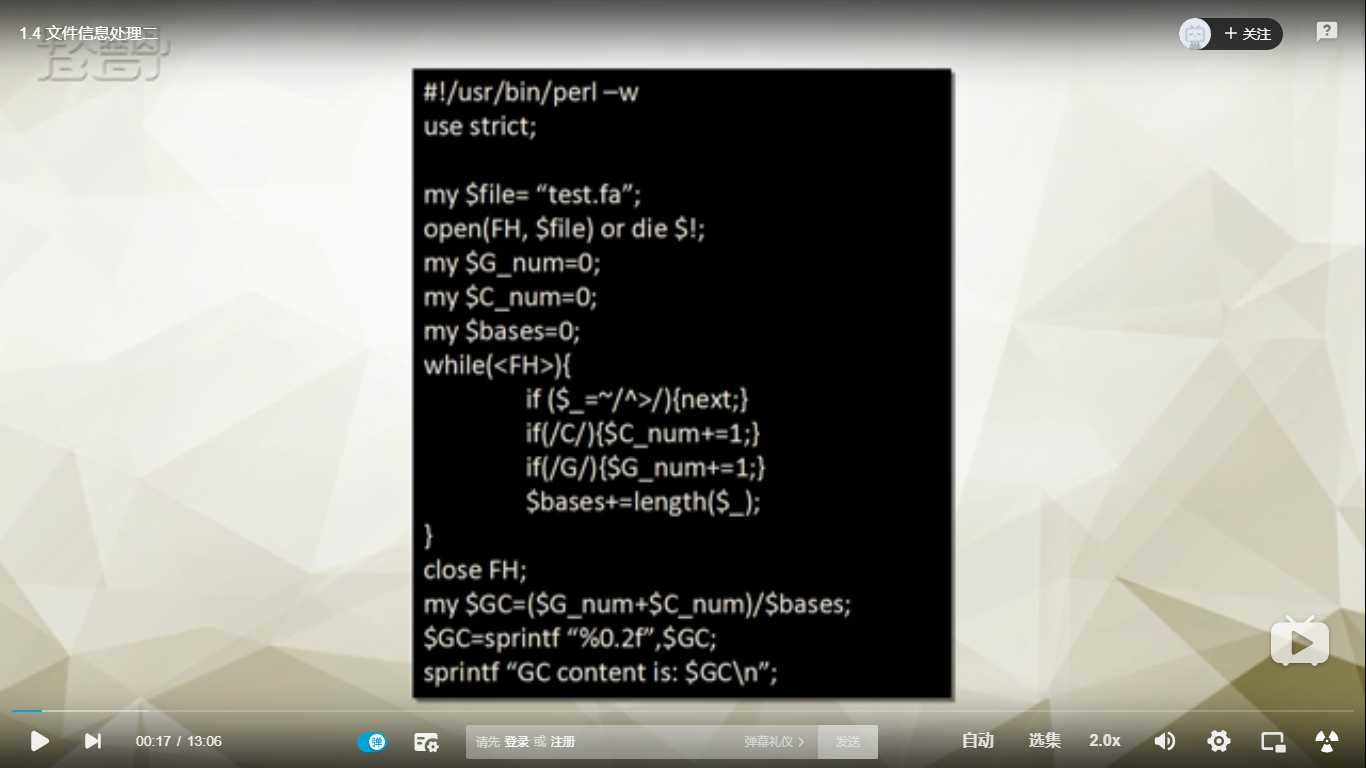 1.4 文件信息处理二
+ 关注
?
#!/usr/bin/perl –w
use strict;
my $file= “test.fa”;
open(FH, $file) or die $!;
my $G_num=0;
my $C_num=0;
my $bases=0;
while(<FH>){
if ($_=~/^>/){next;}
if(/C/){$C_num+=1;}
if(/G/){$G_num+=1;}
$bases+=length($_);
}
close FH;
my $GC=($G_num+$C_num)/$bases;
$GC=sprintf “%0.2f”,$GC;
sprintf “GC content is: $GC\n”;
00:17 / 13:06
弹
请先 登录 或 注册
弹幕礼仪 >
发送
自动
选集
2.0x